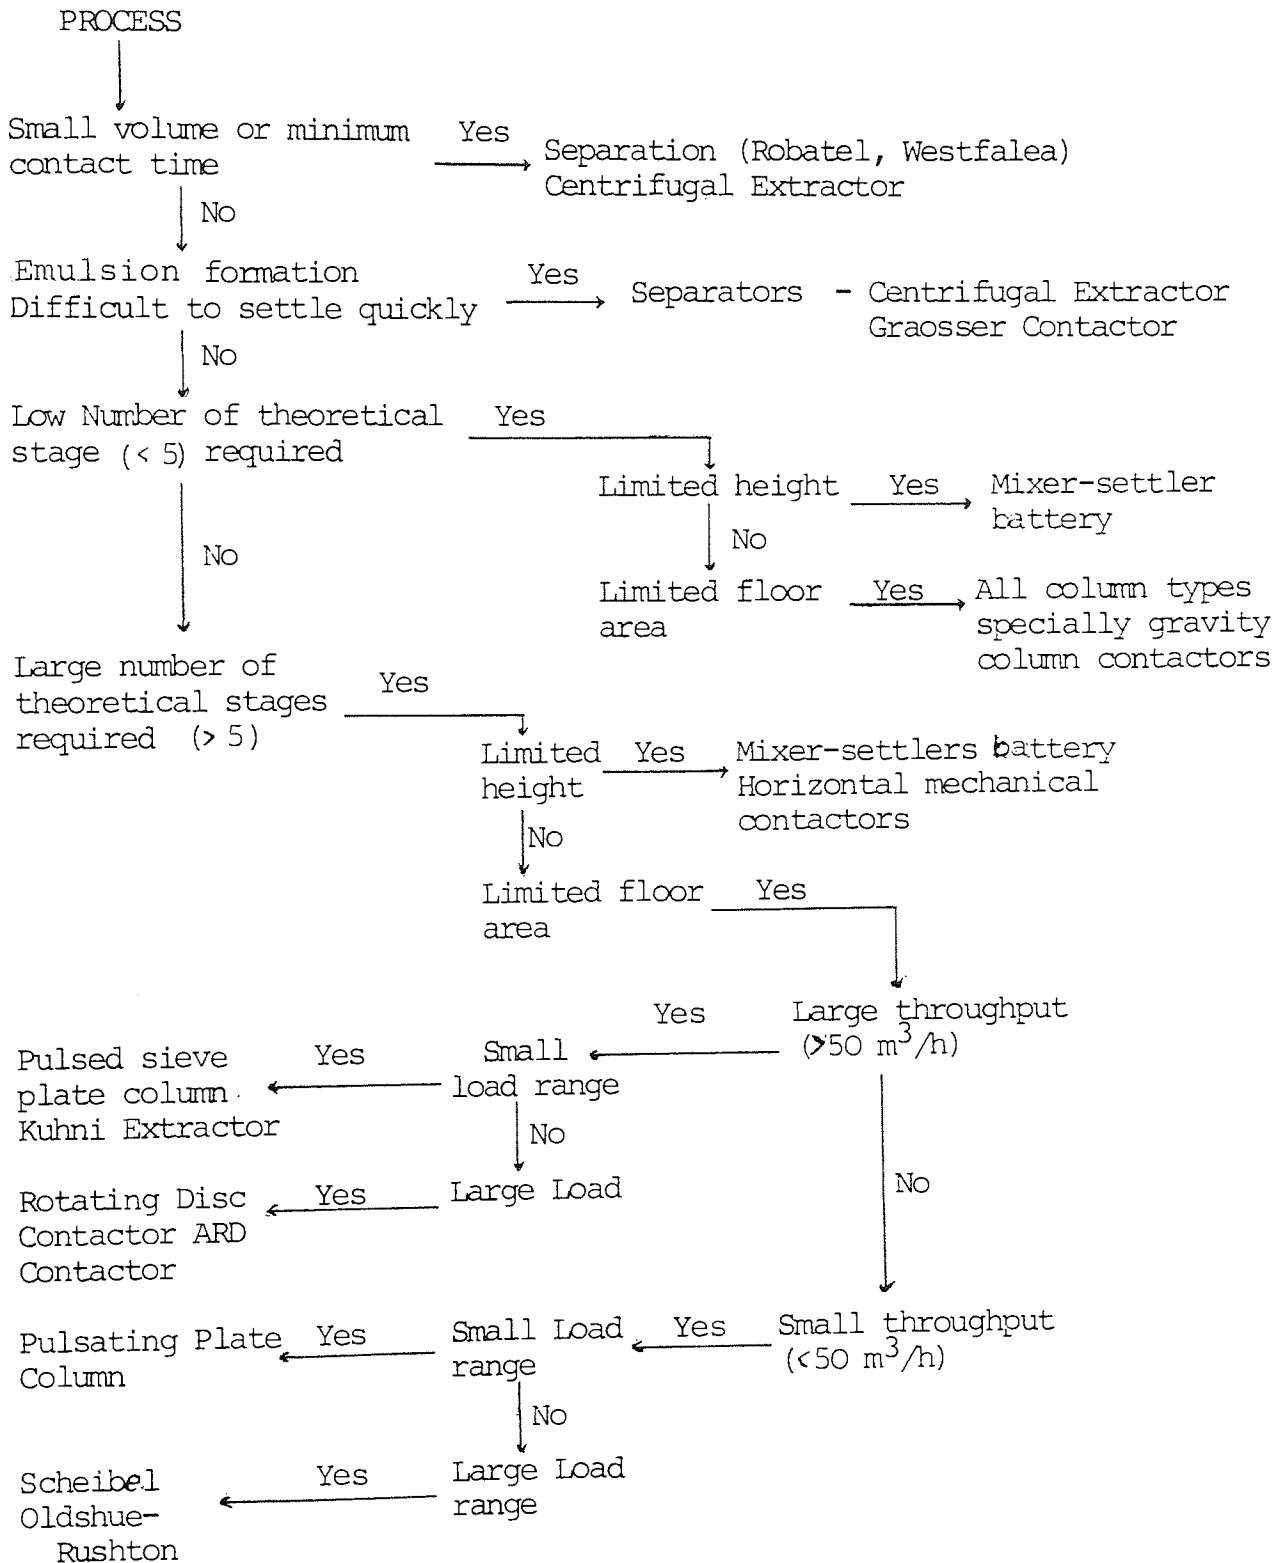 PROCESS
Small volume or minimum
contact time
Yes
Separation (Robatel, Westfalea)
Centrifugal Extractor
No
Emulsion formation
Difficult to settle quickly
Yes
Separators - Centrifugal Extractor
Graosser Contactor
No
Low Number of theoretical
stage (< 5) required
Yes
Limited height
Yes
Mixer-settler
battery
No
No
Limited floor
area
Yes
All column types
specially gravity
column contactors
Large number of
theoretical stages
required (> 5)
Yes
Limited
height
Yes
Mixer-settlers battery
Horizontal mechanical
contactors
No
Limited floor
area
Yes
Large throughput
(>50 m³/h)
Yes
Small
load range
Yes
Pulsed sieve
plate column
Kuhni Extractor
No
Large Load
Yes
Rotating Disc
Contactor ARD
Contactor
No
Small throughput
(<50 m³/h)
Yes
Small Load
range
Yes
Pulsating Plate
Column
No
Large Load
range
Yes
Scheibel
Oldshue-
Rushton